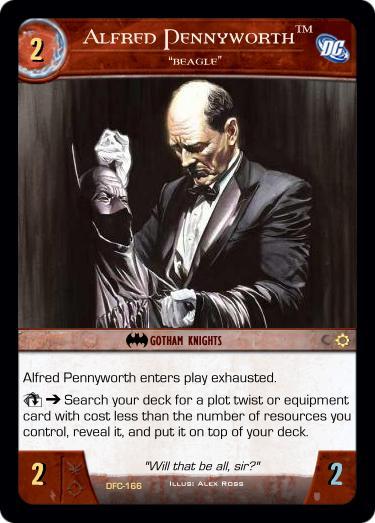 2
Alfred Pennyworth™
"Beagle"
DC
GOTHAM KNIGHTS
Alfred Pennyworth enters play exhausted.
➔ Search your deck for a plot twist or equipment
card with cost less than the number of resources you
control, reveal it, and put it on top of your deck.
"Will that be all, sir?"
2
DFC-166
Illus: Alex Ross
2